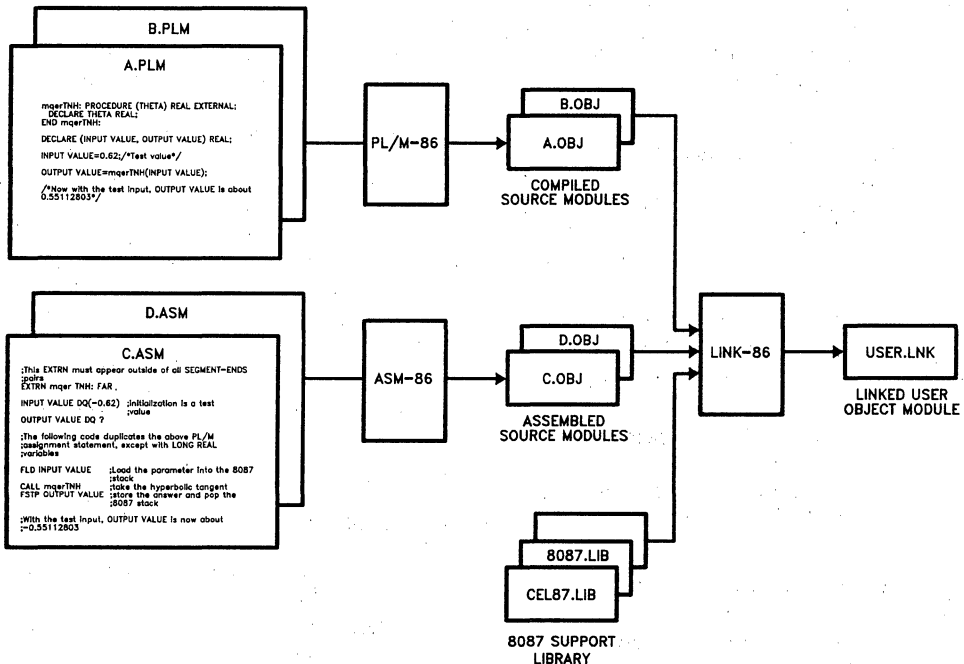 B.PLM
A.PLM
mqerTNH: PROCEDURE (THETA) REAL EXTERNAL;
DECLARE THETA REAL;
END mqerTNH;
DECLARE (INPUT VALUE, OUTPUT VALUE) REAL;
INPUT VALUE=0.62;/*Test value*/
OUTPUT VALUE=mqerTNH(INPUT VALUE);
/*Now with the test input, OUTPUT VALUE is about
0.55112803*/
PL/M-86
B.OBJ
A.OBJ
COMPILED
SOURCE MODULES
D.ASM
C.ASM
;This EXTRN must appear outside of all SEGMENT-ENDS
;pairs
EXTRN mqer TNH: FAR
INPUT VALUE DQ(-0.62) ;initialization is a test
;value
OUTPUT VALUE DQ ?
;The following code duplicates the above PL/M
;assignment statement, except with LONG REAL
;variables
FLD INPUT VALUE ;Load the parameter into the 8087
;stack
CALL mqerTNH ;take the hyperbolic tangent
FSTP OUTPUT VALUE ;store the answer and pop the
;8087 stack
;With the test input, OUTPUT VALUE is now about
;-0.55112803
ASM-86
D.OBJ
C.OBJ
ASSEMBLED
SOURCE MODULES
8087.LIB
CEL87.LIB
8087 SUPPORT
LIBRARY
LINK-86
USER.LNK
LINKED USER
OBJECT MODULE